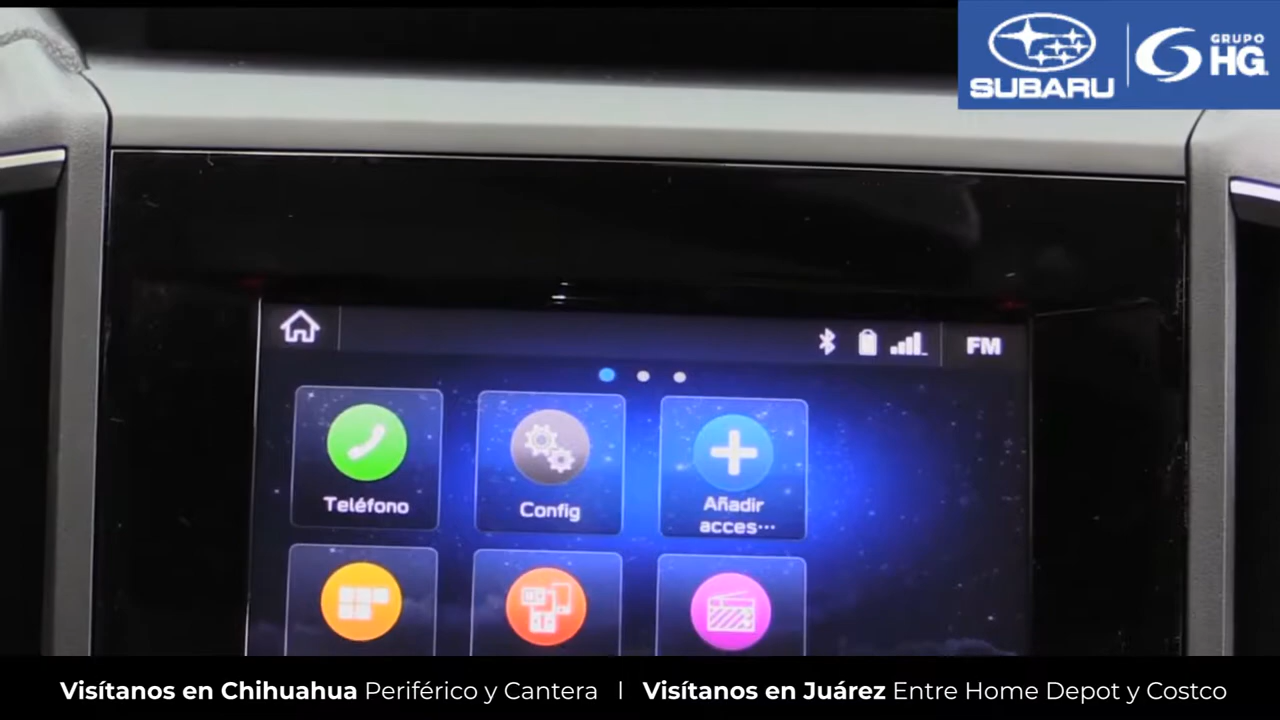 SUBARU
GRUPO
HG
FM
Teléfono
Config
Añadir
acces...
Visítanos en Chihuahua Periférico y Cantera | Visítanos en Juárez Entre Home Depot y Costco